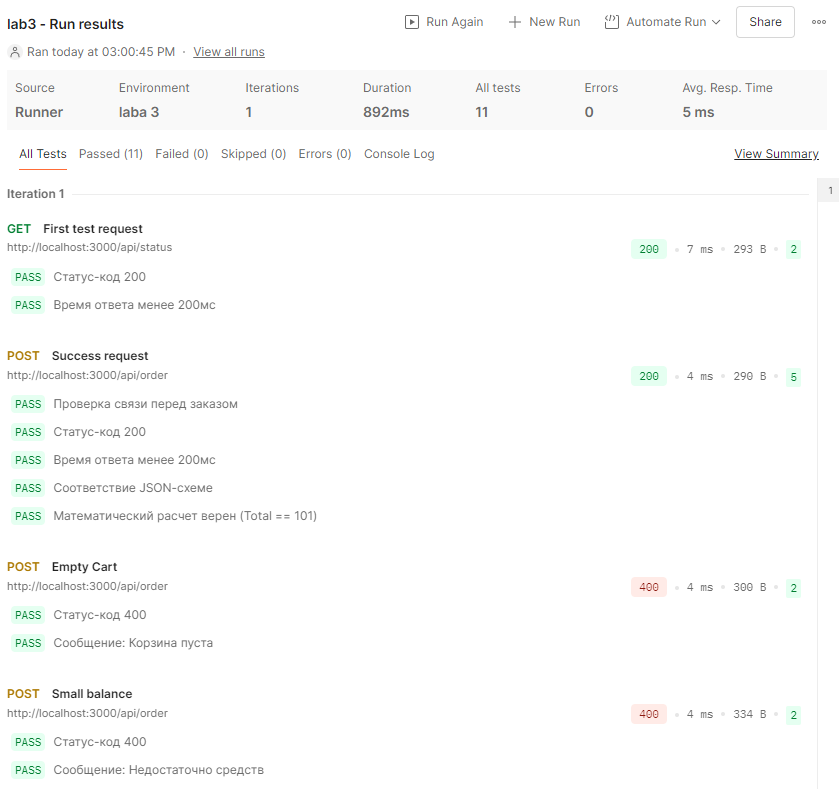 lab3 - Run results
Run Again
New Run
Automate Run
Share
Ran today at 03:00:45 PM · View all runs
Source Environment Iterations Duration All tests Errors Avg. Resp. Time
Runner laba 3 1 892ms 11 0 5 ms
All Tests Passed (11) Failed (0) Skipped (0) Errors (0) Console Log View Summary
Iteration 1
1
GET First test request
http://localhost:3000/api/status
200 • 7 ms • 293 B • 2
PASS Статус-код 200
PASS Время ответа менее 200мс
POST Success request
http://localhost:3000/api/order
200 • 4 ms • 290 B • 5
PASS Проверка связи перед заказом
PASS Статус-код 200
PASS Время ответа менее 200мс
PASS Соответствие JSON-схеме
PASS Математический расчет верен (Total == 101)
POST Empty Cart
http://localhost:3000/api/order
400 • 4 ms • 300 B • 2
PASS Статус-код 400
PASS Сообщение: Корзина пуста
POST Small balance
http://localhost:3000/api/order
400 • 4 ms • 334 B • 2
PASS Статус-код 400
PASS Сообщение: Недостаточно средств